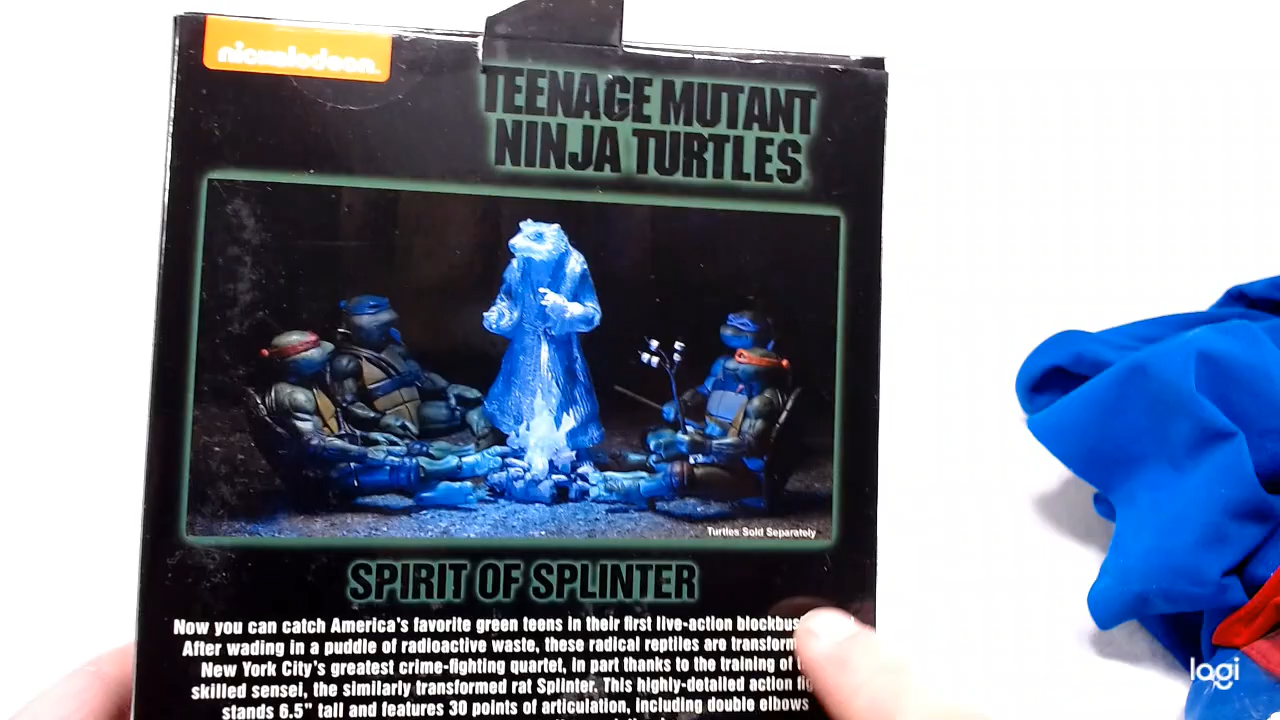 nickelodeon
TEENAGE MUTANT
NINJA TURTLES
Turtles Sold Separately
SPIRIT OF SPLINTER
Now you can catch America's favorite green teens in their first live-action
After wading in a puddle of radioactive waste, these radical reptiles are
New York City's greatest crime-fighting quartet, in part thanks to the training of
skilled sensei, the similarly transformed rat Splinter. This highly-detailed action
stands 6.5" tall and features 30 points of articulation, including double elbows
logi